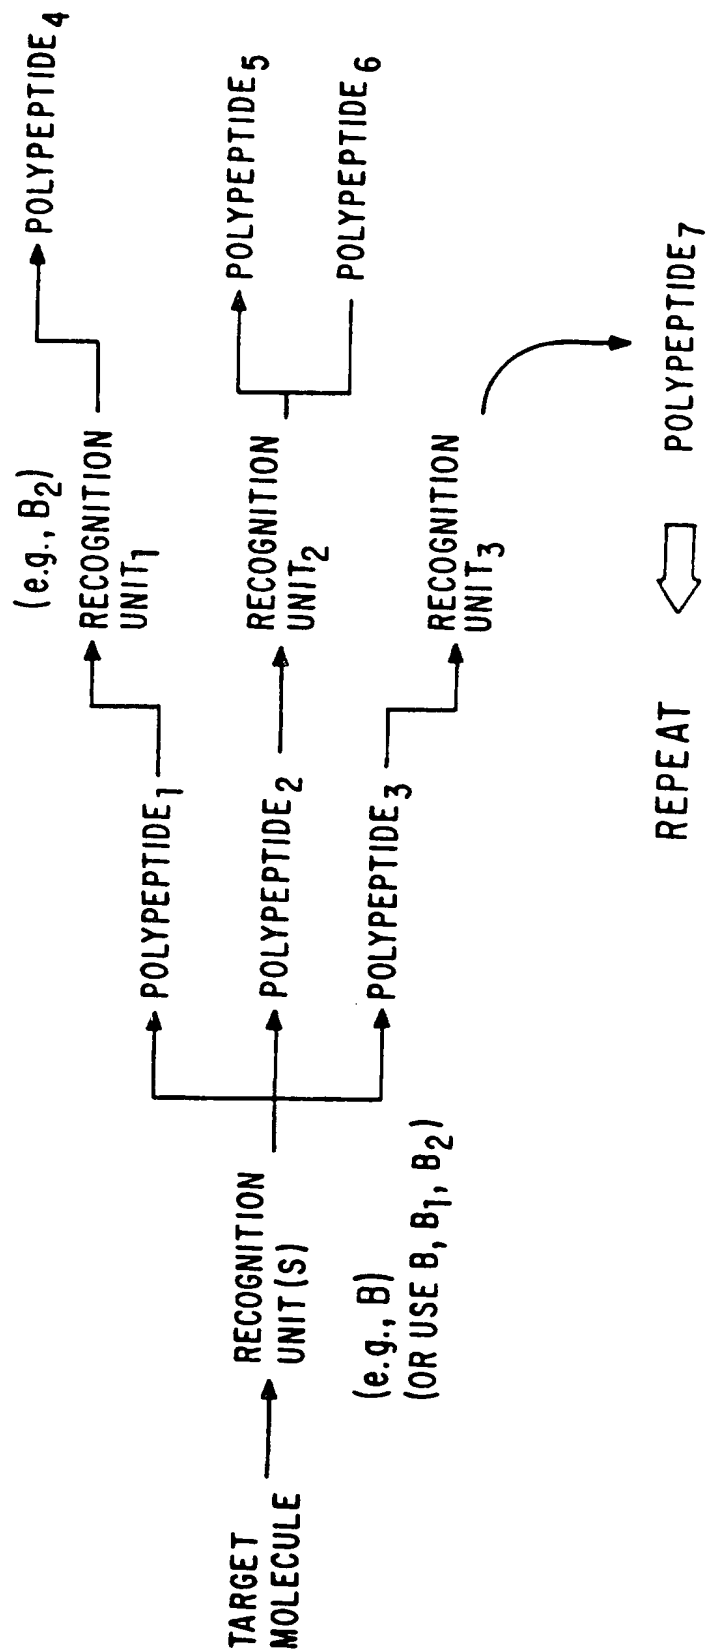 TARGET
MOLECULE
RECOGNITION
UNIT(S)
(e.g., B)
(OR USE B, B1, B2)
POLYPEPTIDE1
POLYPEPTIDE2
POLYPEPTIDE3
(e.g., B2)
RECOGNITION
UNIT1
RECOGNITION
UNIT2
RECOGNITION
UNIT3
POLYPEPTIDE4
POLYPEPTIDE5
POLYPEPTIDE6
POLYPEPTIDE7
REPEAT